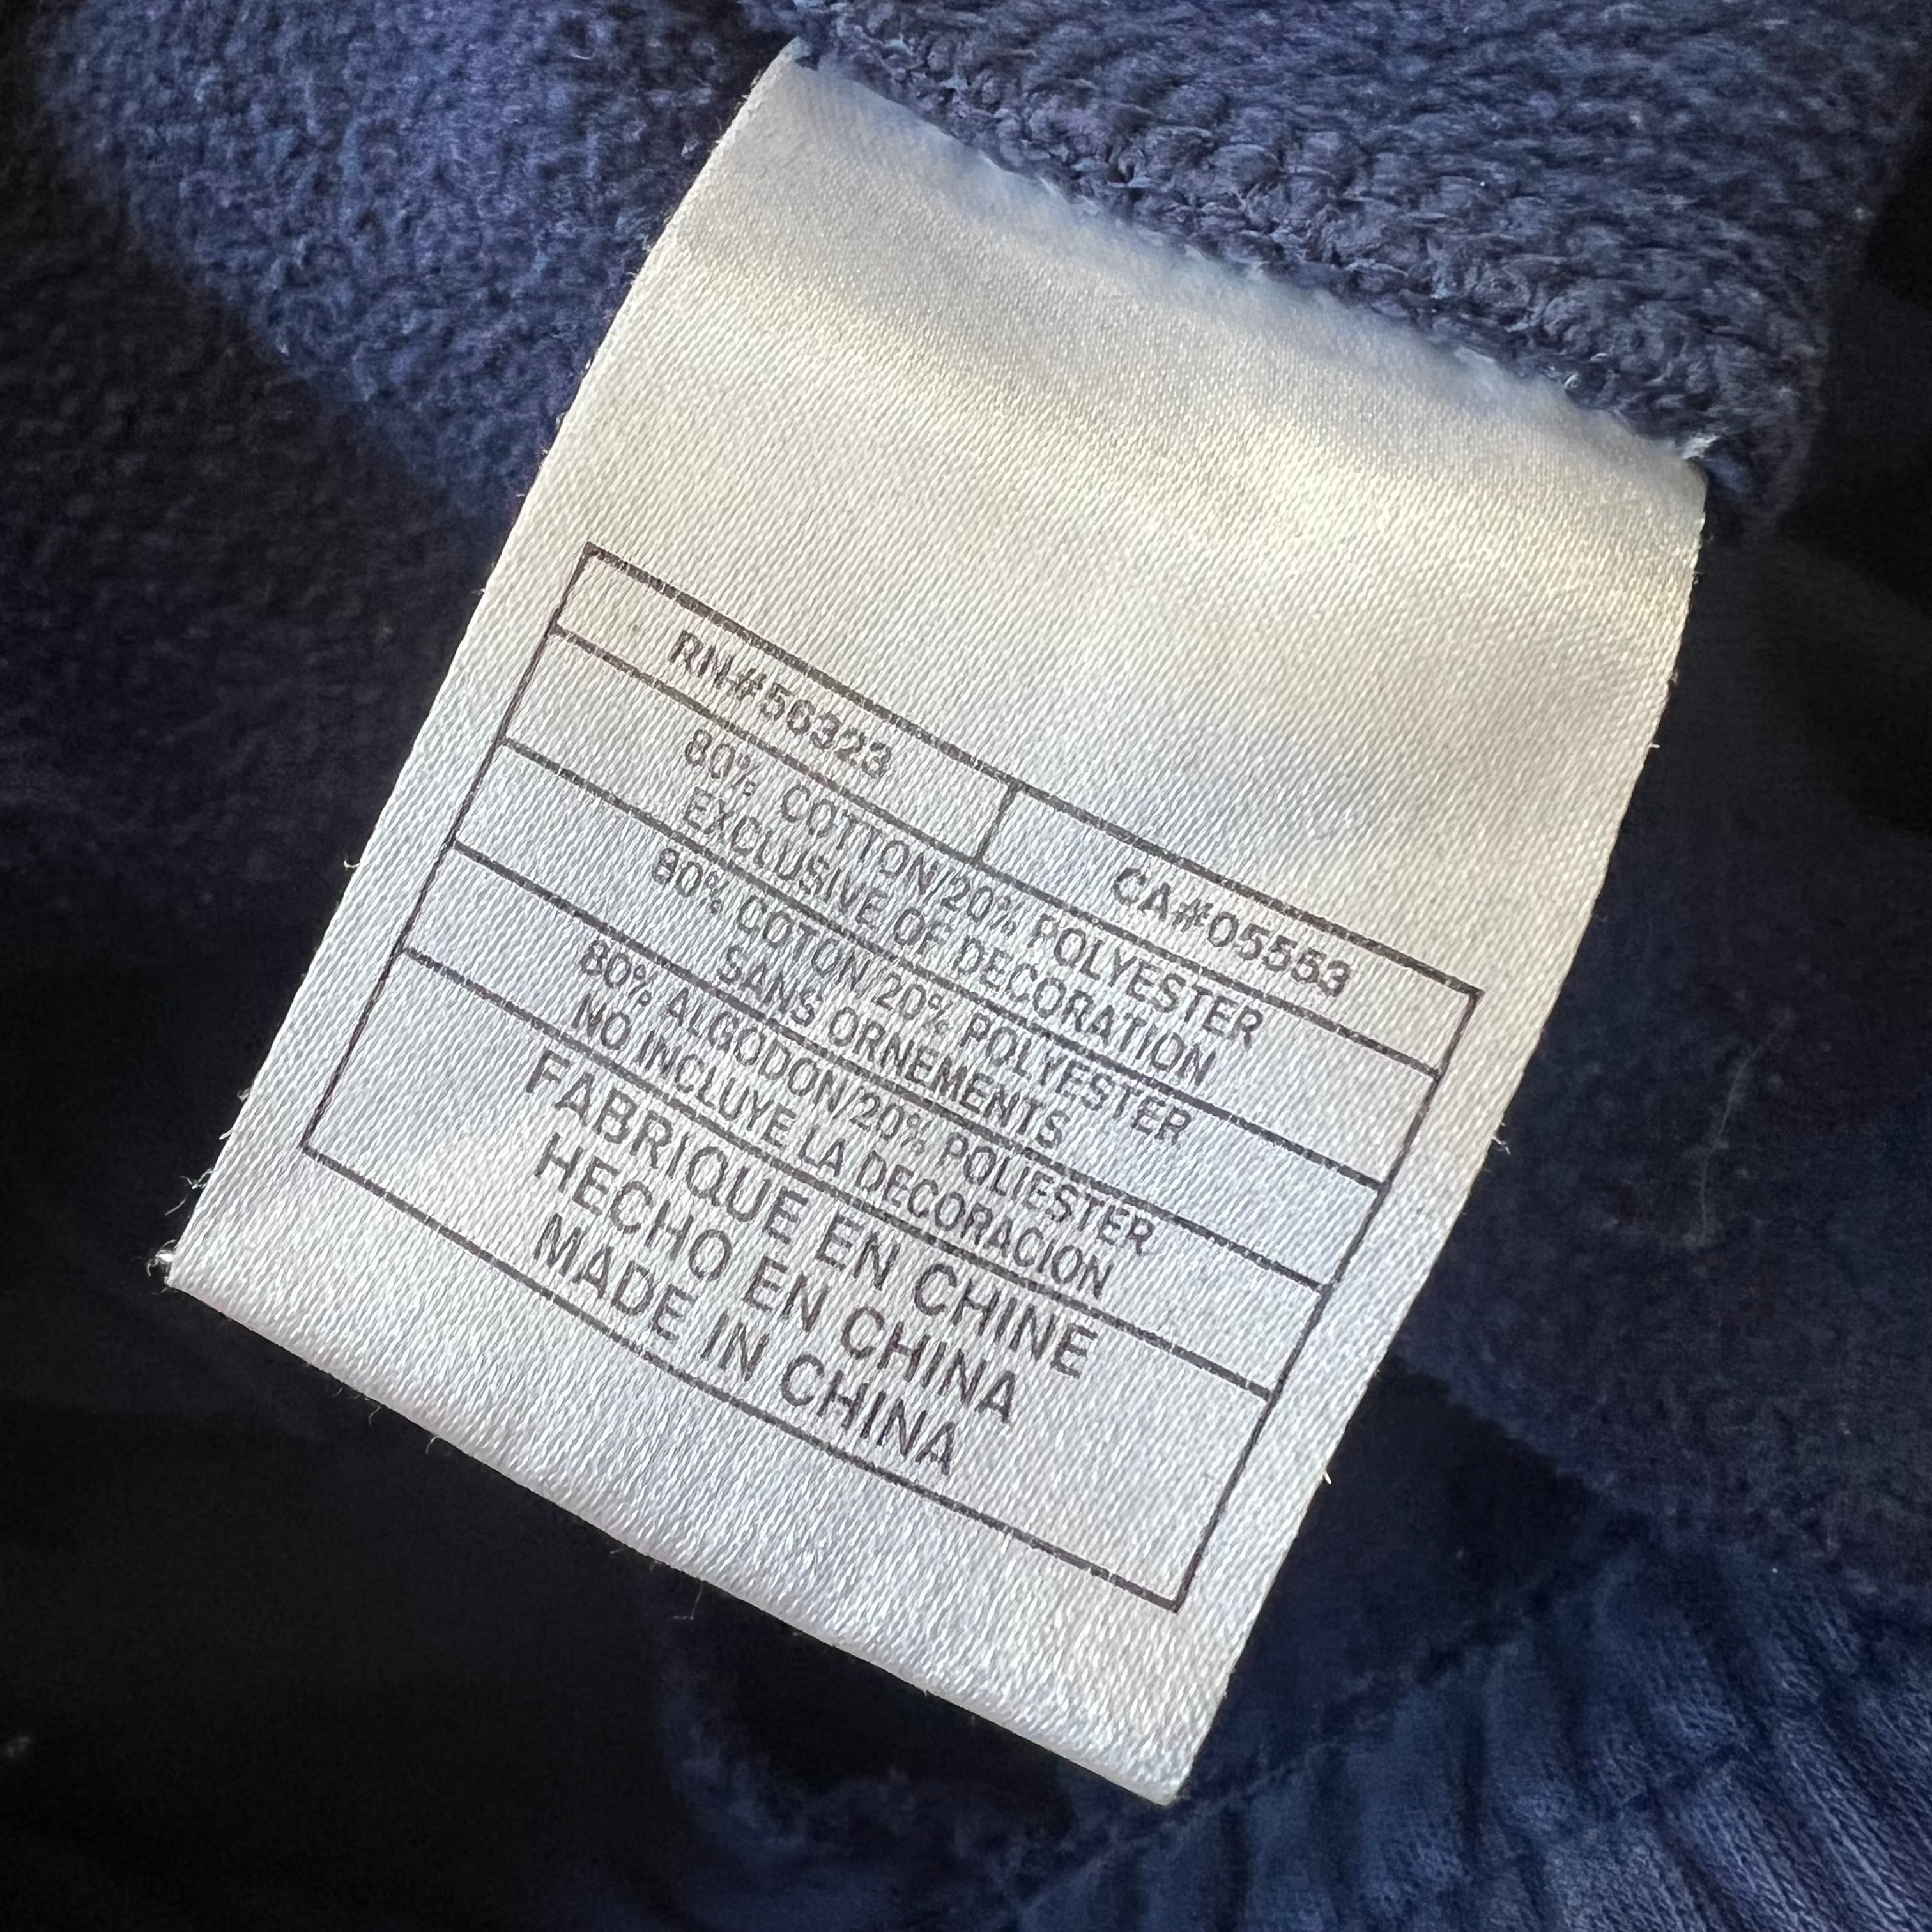 RN#56323 CA#05553
80% COTTON/20% POLYESTER
EXCLUSIVE OF DECORATION
80% COTON/20% POLYESTER
SANS ORNEMENTS
80% ALGODON/20% POLIESTER
NO INCLUYE LA DECORACION
FABRIQUE EN CHINE
HECHO EN CHINA
MADE IN CHINA